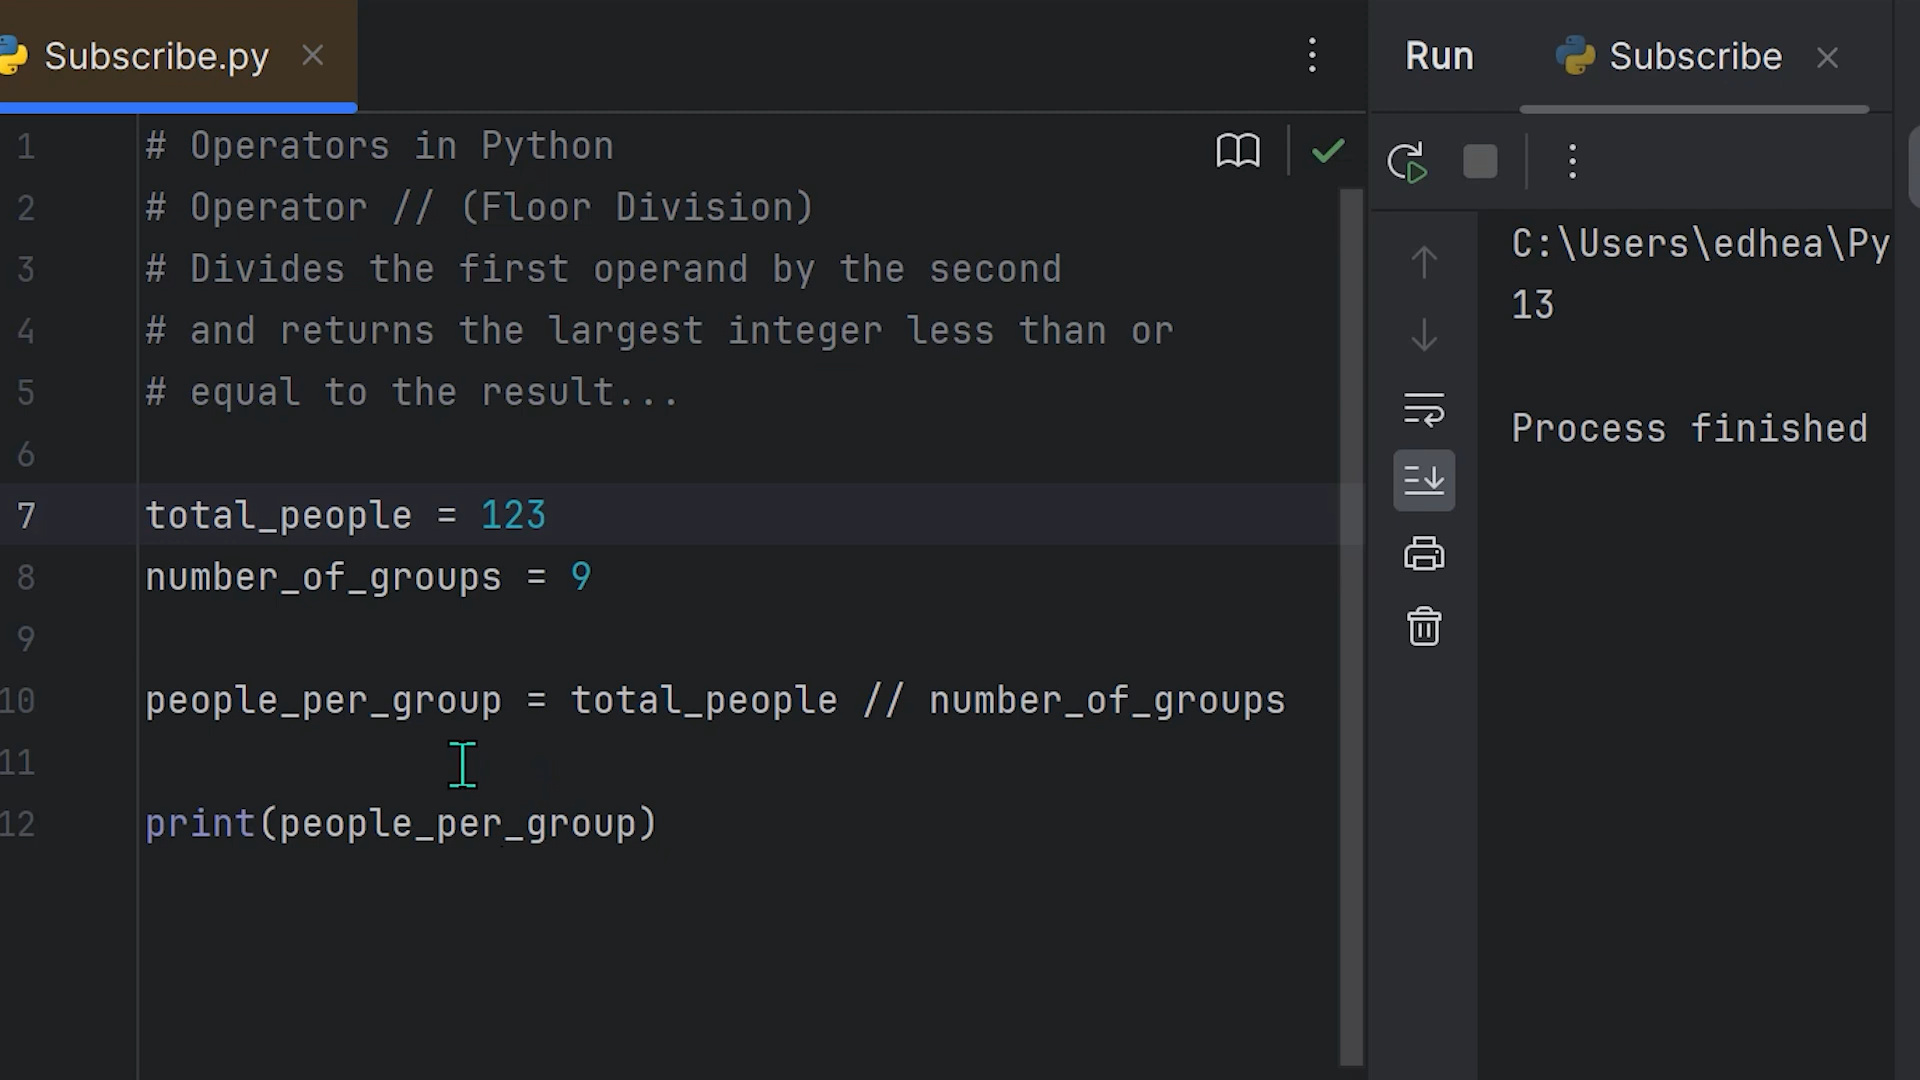 Subscribe.py
1 # Operators in Python
2 # Operator // (Floor Division)
3 # Divides the first operand by the second
4 # and returns the largest integer less than or
5 # equal to the result...
6
7 total_people = 123
8 number_of_groups = 9
9
10 people_per_group = total_people // number_of_groups
11
12 print(people_per_group)
Run Subscribe
C:\Users\edhea\Py
13
Process finished